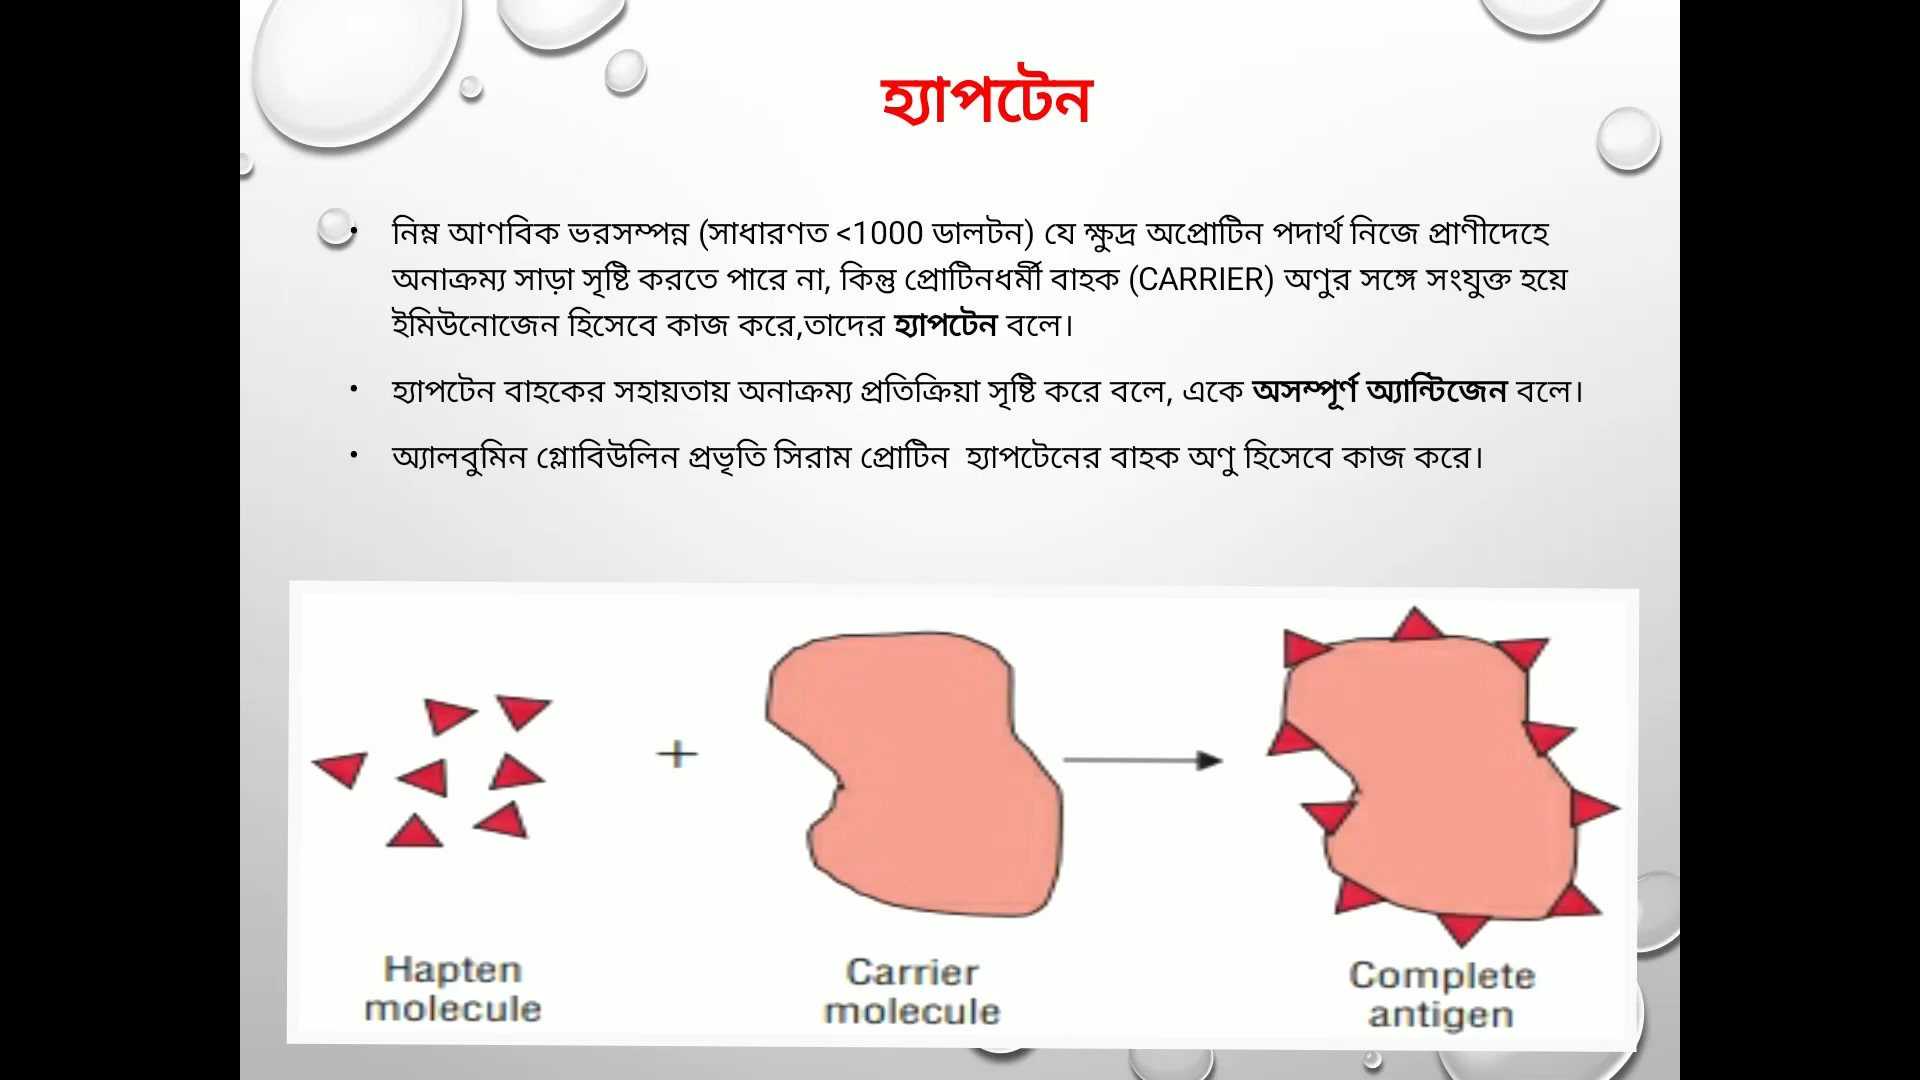 হ্যাপটেন
• নিম্ন আণবিক ভরসম্পন্ন (সাধারণত <1000 ডালটন) যে ক্ষুদ্র অপ্রোটিন পদার্থ নিজে প্রাণীদেহে
অনাক্রম্য সাড়া সৃষ্টি করতে পারে না, কিন্তু প্রোটিনধর্মী বাহক (CARRIER) অণুর সঙ্গে সংযুক্ত হয়ে
ইমিউনোজেন হিসেবে কাজ করে,তাদের হ্যাপটেন বলে।
• হ্যাপটেন বাহকের সহায়তায় অনাক্রম্য প্রতিক্রিয়া সৃষ্টি করে বলে, একে অসম্পূর্ণ অ্যান্টিজেন বলে।
• অ্যালবুমিন গ্লোবিউলিন প্রভৃতি সিরাম প্রোটিন হ্যাপটেনের বাহক অণু হিসেবে কাজ করে।
+
Hapten
molecule
Carrier
molecule
Complete
antigen